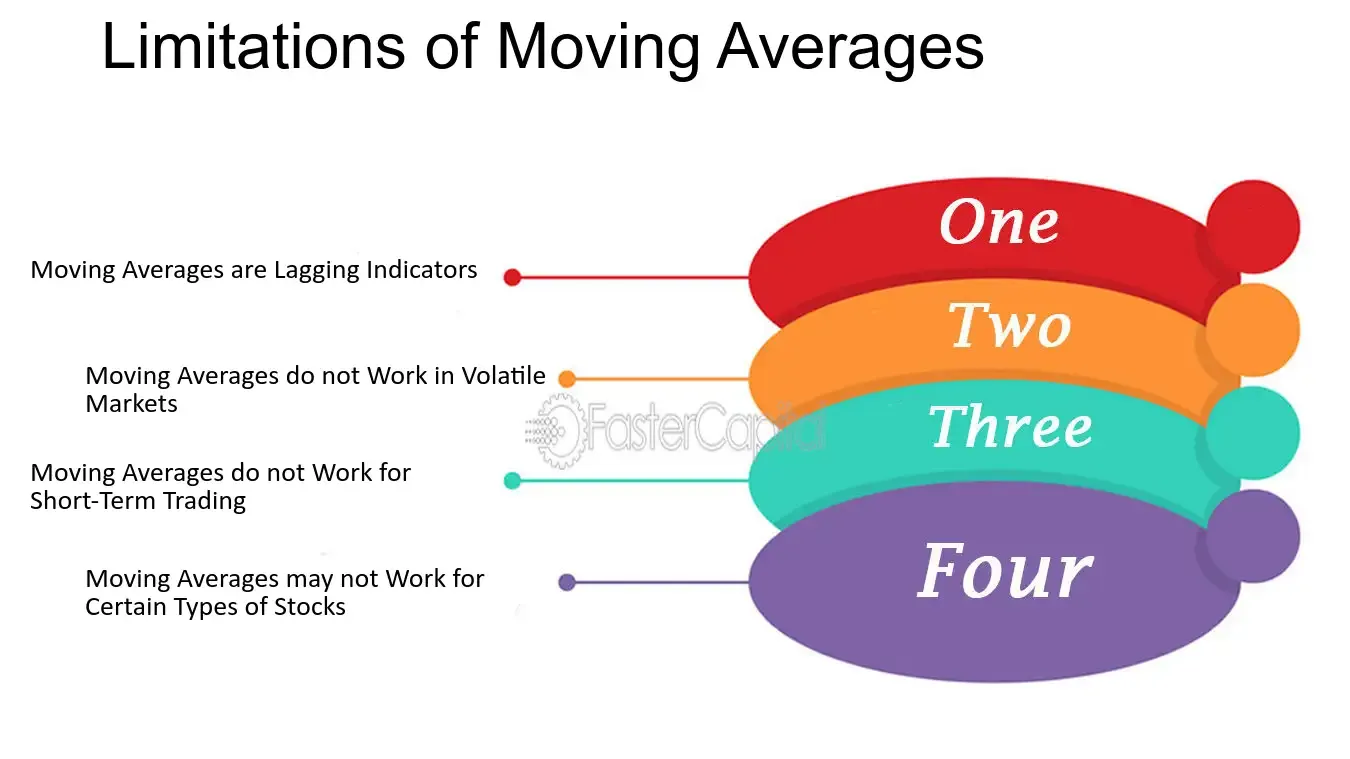 Limitations of Moving Averages
One
Moving Averages are Lagging Indicators
Two
Moving Averages do not Work in Volatile
Markets
FasterCapital
Three
Moving Averages do not Work for
Short-Term Trading
Four
Moving Averages may not Work for
Certain Types of Stocks